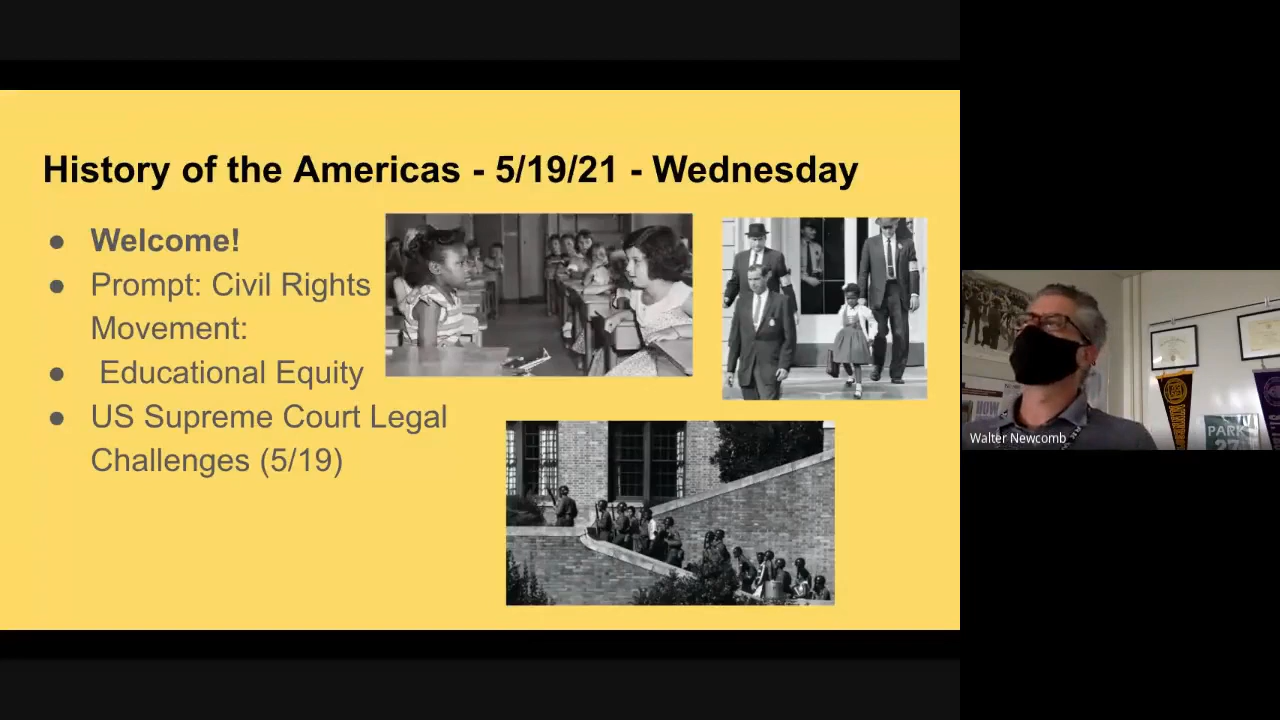 History of the Americas - 5/19/21 - Wednesday
● Welcome!
● Prompt: Civil Rights
Movement:
● Educational Equity
● US Supreme Court Legal
Challenges (5/19)
Walter Newcomb
PARK